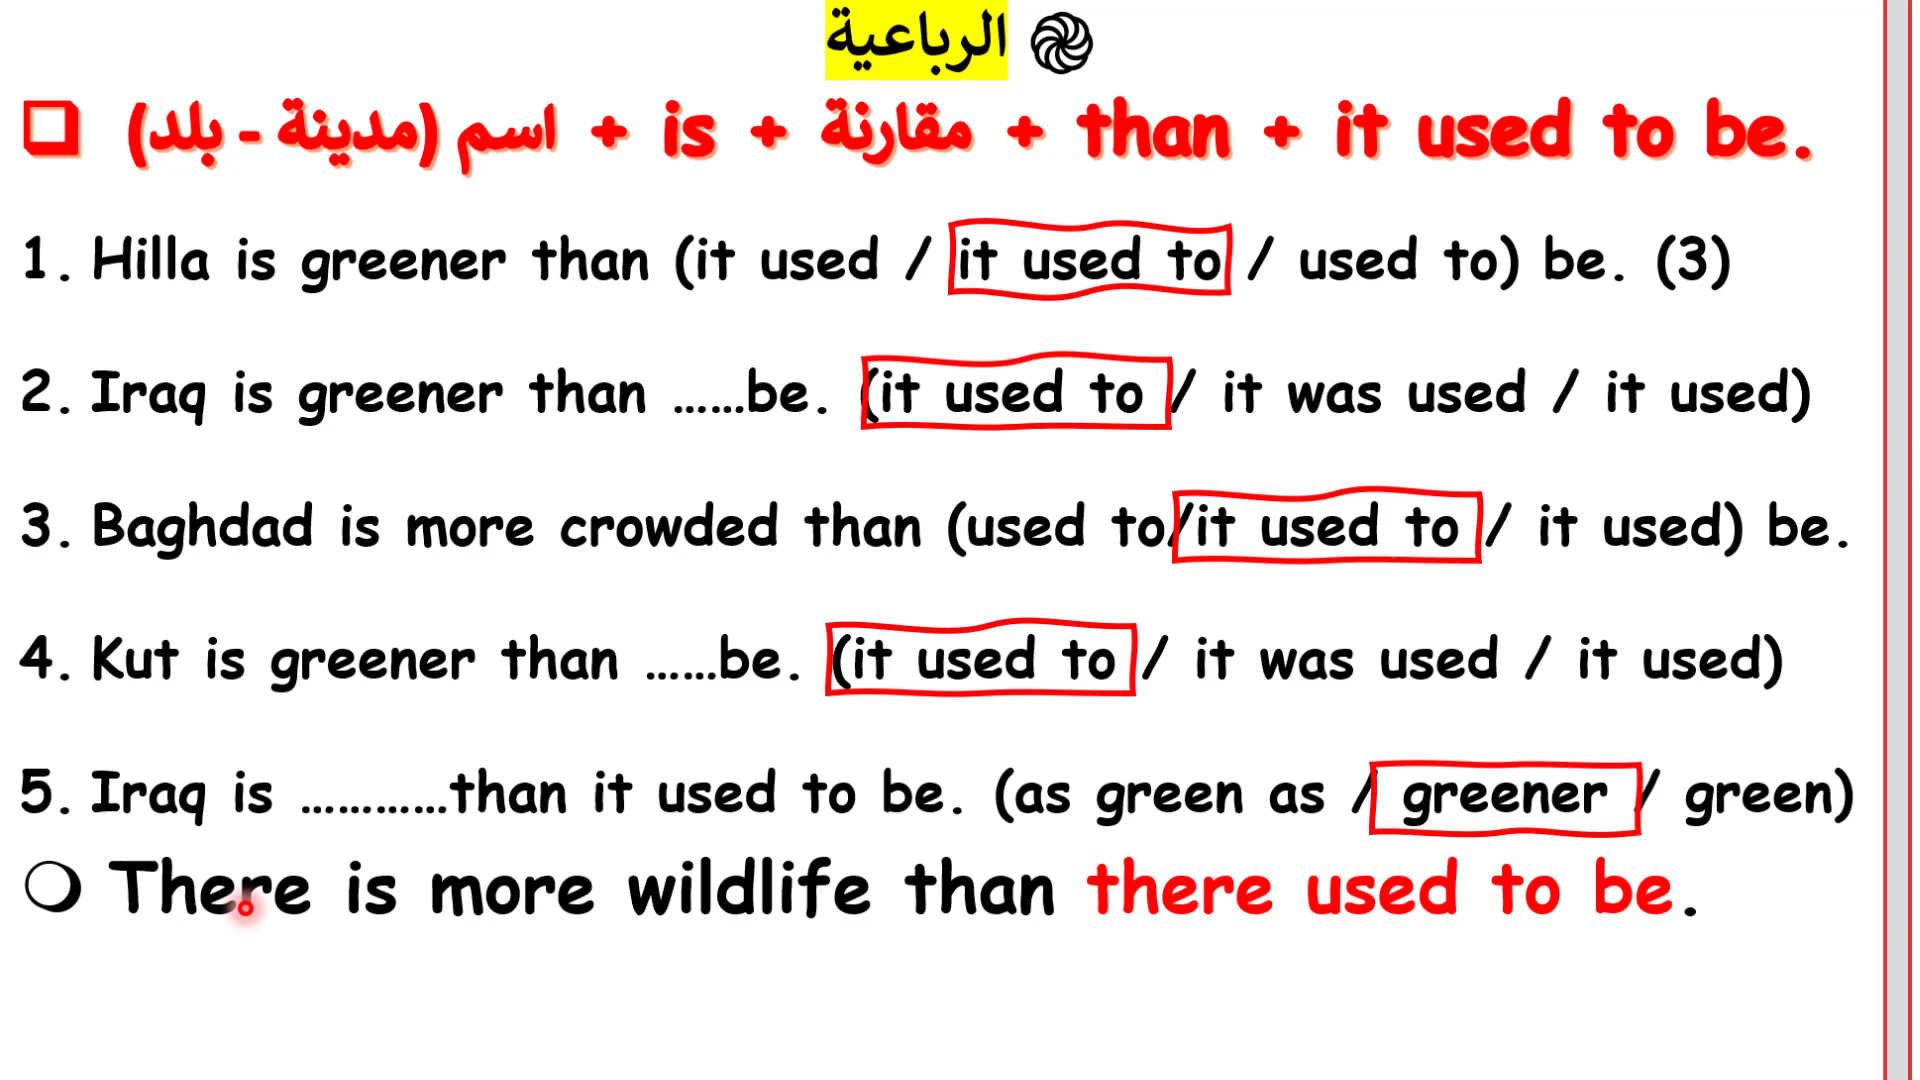 الرباعية
اسم (مدينة - بلد) + is + مقارنة + than + it used to be.
1. Hilla is greener than (it used / it used to / used to) be. (3)
2. Iraq is greener than ......be. (it used to / it was used / it used)
3. Baghdad is more crowded than (used to/it used to / it used) be.
4. Kut is greener than ......be. (it used to / it was used / it used)
5. Iraq is ............than it used to be. (as green as / greener / green)
There is more wildlife than there used to be.